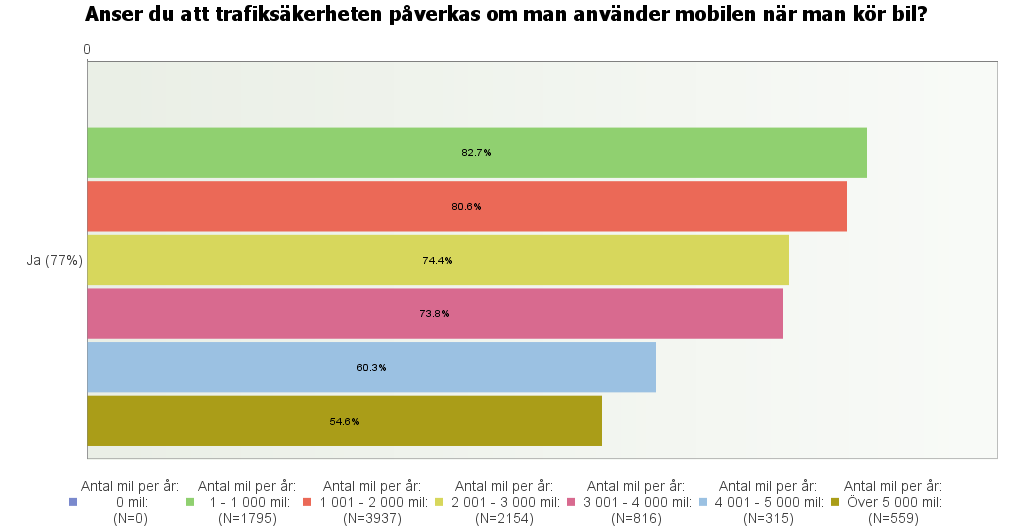 Anser du att trafiksäkerheten påverkas om man använder mobilen när man kör bil?
0
82.7%
80.6%
74.4%
Ja (77%)
73.8%
60.3%
54.6%
Antal mil per år:
0 mil:
(N=0)
Antal mil per år:
1 - 1 000 mil:
(N=1795)
Antal mil per år:
1 001 - 2 000 mil:
(N=3937)
Antal mil per år:
2 001 - 3 000 mil:
(N=2154)
Antal mil per år:
3 001 - 4 000 mil:
(N=816)
Antal mil per år:
4 001 - 5 000 mil:
(N=315)
Antal mil per år:
Över 5 000 mil:
(N=559)